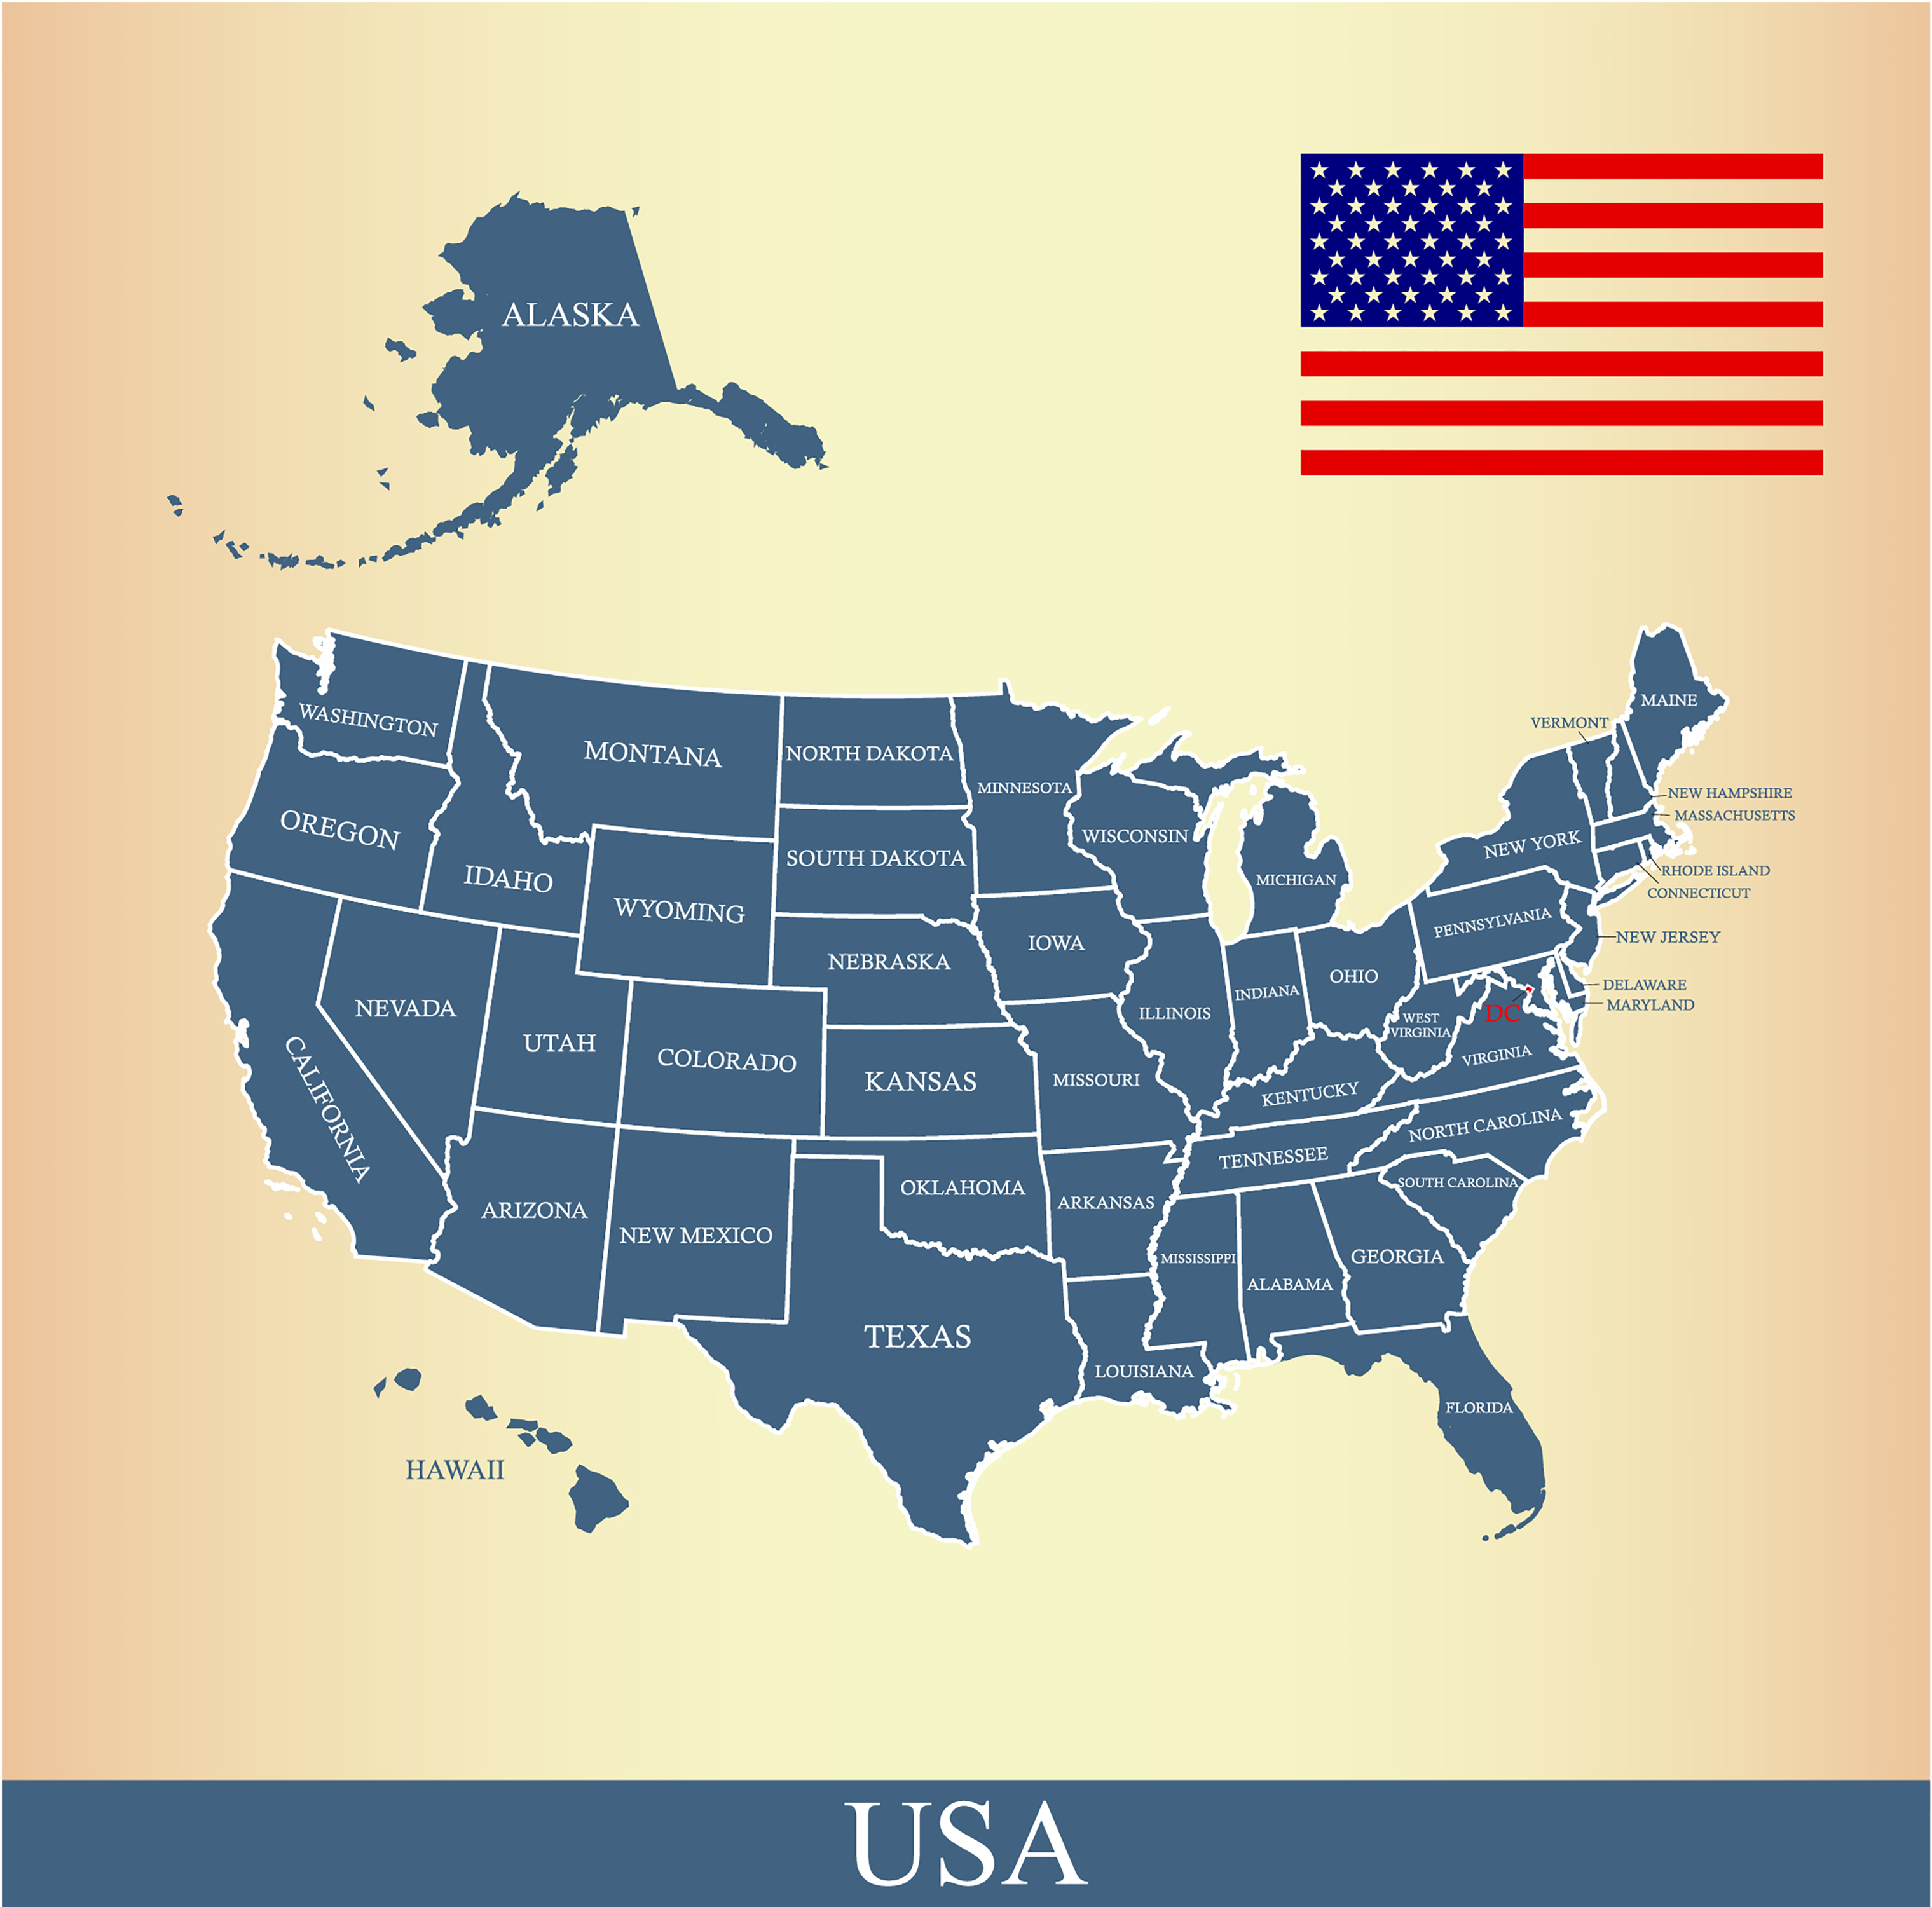 ALASKA
MAINE
VERMONT
WASHINGTON
MONTANA
NORTH DAKOTA
MINNESOTA
NEW HAMPSHIRE
MASSACHUSETTS
OREGON
WISCONSIN
NEW YORK
SOUTH DAKOTA
IDAHO
MICHIGAN
RHODE ISLAND
CONNECTICUT
WYOMING
PENNSYLVANIA
NEW JERSEY
IOWA
NEBRASKA
OHIO
DELAWARE
INDIANA
MARYLAND
NEVADA
ILLINOIS
DC
WEST
VIRGINIA
UTAH
COLORADO
VIRGINIA
KANSAS
MISSOURI
KENTUCKY
CALIFORNIA
NORTH CAROLINA
TENNESSEE
SOUTH CAROLINA
OKLAHOMA
ARKANSAS
ARIZONA
NEW MEXICO
MISSISSIPPI
GEORGIA
ALABAMA
TEXAS
LOUISIANA
FLORIDA
HAWAII
USA